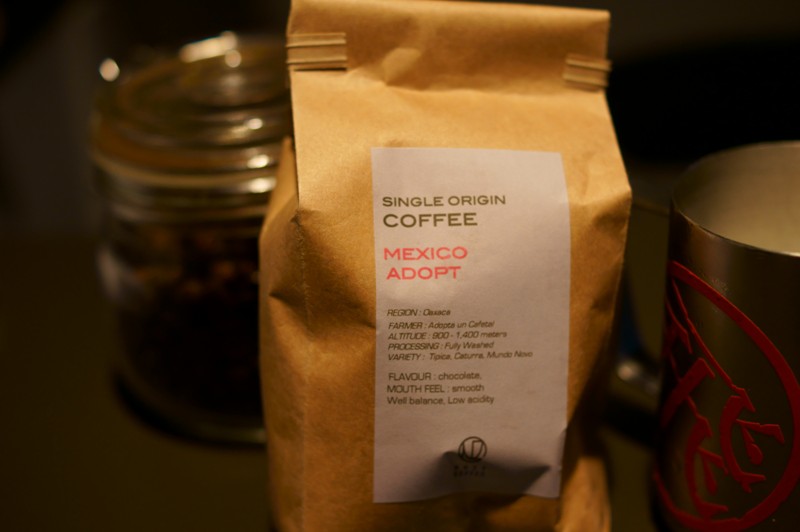 SINGLE ORIGIN
COFFEE
MEXICO
ADOPT
REGION : Oaxaca
FARMER : Adopta un Cafetal
ALTITUDE : 900 - 1,400 meters
PROCESSING : Fully Washed
VARIETY : Tipica, Caturra, Mundo Novo
FLAVOUR : chocolate,
MOUTH FEEL : smooth
Well balance, Low acidity